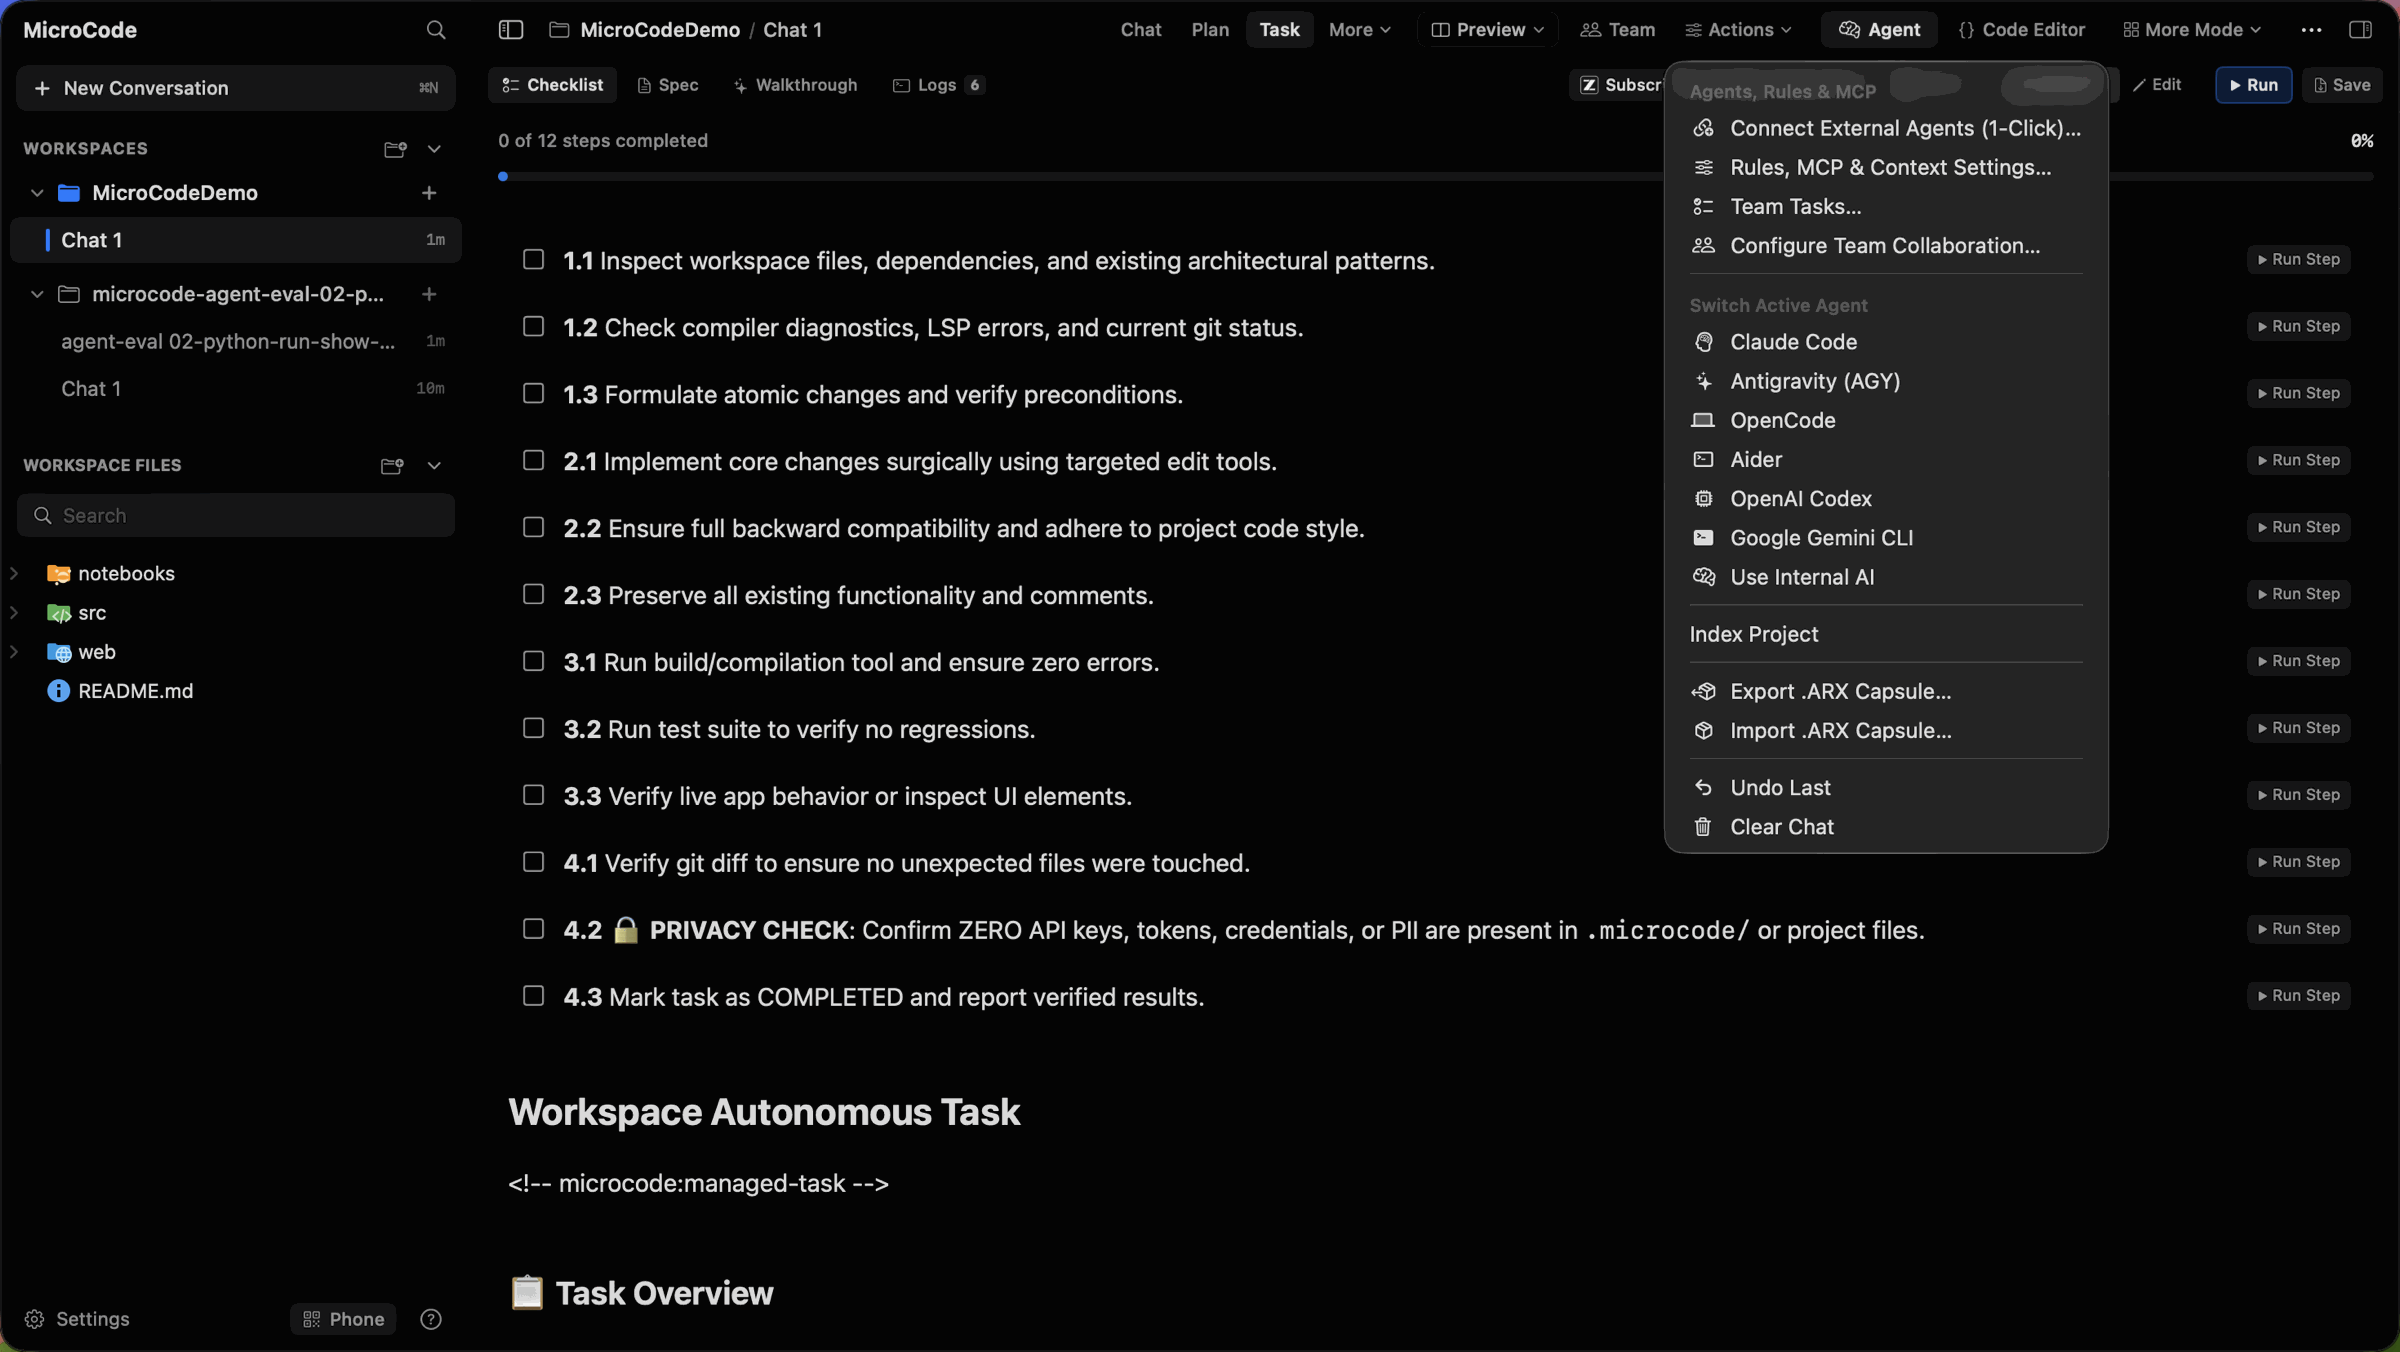 MicroCode
MicroCodeDemo / Chat 1
Chat
Plan
Task
More
Preview
Team
Actions
Agent
{} Code Editor
More Mode
New Conversation ⌘N
Checklist
Spec
Walkthrough
Logs 6
Subscri
Edit
Run
Save
0 of 12 steps completed
0%
WORKSPACES
MicroCodeDemo
Chat 1 1m
microcode-agent-eval-02-p...
agent-eval 02-python-run-show-... 1m
Chat 1 10m
WORKSPACE FILES
Search
notebooks
src
web
README.md
Settings
Phone
1.1 Inspect workspace files, dependencies, and existing architectural patterns.
Run Step
1.2 Check compiler diagnostics, LSP errors, and current git status.
Run Step
1.3 Formulate atomic changes and verify preconditions.
Run Step
2.1 Implement core changes surgically using targeted edit tools.
Run Step
2.2 Ensure full backward compatibility and adhere to project code style.
Run Step
2.3 Preserve all existing functionality and comments.
Run Step
3.1 Run build/compilation tool and ensure zero errors.
Run Step
3.2 Run test suite to verify no regressions.
Run Step
3.3 Verify live app behavior or inspect UI elements.
Run Step
4.1 Verify git diff to ensure no unexpected files were touched.
Run Step
4.2 🔒 PRIVACY CHECK: Confirm ZERO API keys, tokens, credentials, or PII are present in .microcode/ or project files.
Run Step
4.3 Mark task as COMPLETED and report verified results.
Run Step
Workspace Autonomous Task
<!-- microcode:managed-task -->
📋 Task Overview
Agents, Rules & MCP
Connect External Agents (1-Click)...
Rules, MCP & Context Settings...
Team Tasks...
Configure Team Collaboration...
Switch Active Agent
Claude Code
Antigravity (AGY)
OpenCode
Aider
OpenAI Codex
Google Gemini CLI
Use Internal AI
Index Project
Export .ARX Capsule...
Import .ARX Capsule...
Undo Last
Clear Chat